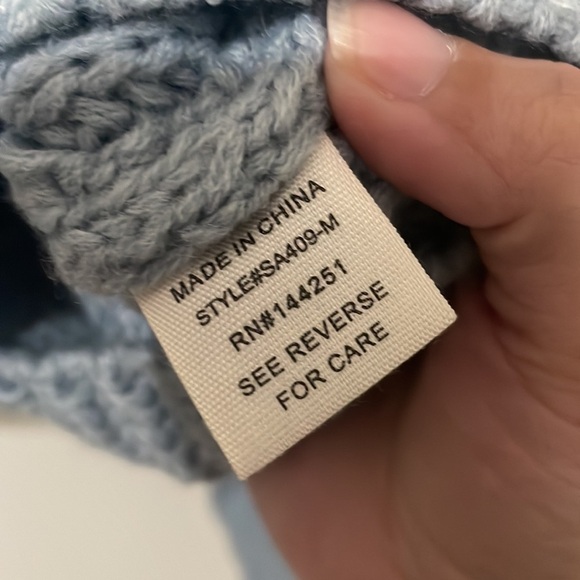 MADE IN CHINA
STYLE#SA409-M
RN#144251
SEE REVERSE
FOR CARE